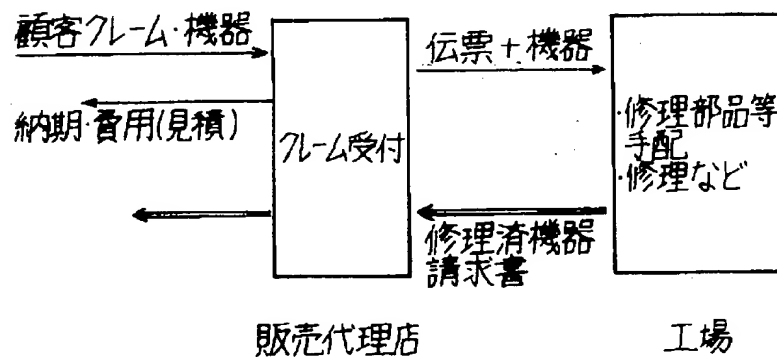 顧客クレーム・機器
伝票+機器
納期・費用(見積)
クレーム受付
・修理部品等
手配
・修理など
修理済機器
請求書
販売代理店
工場